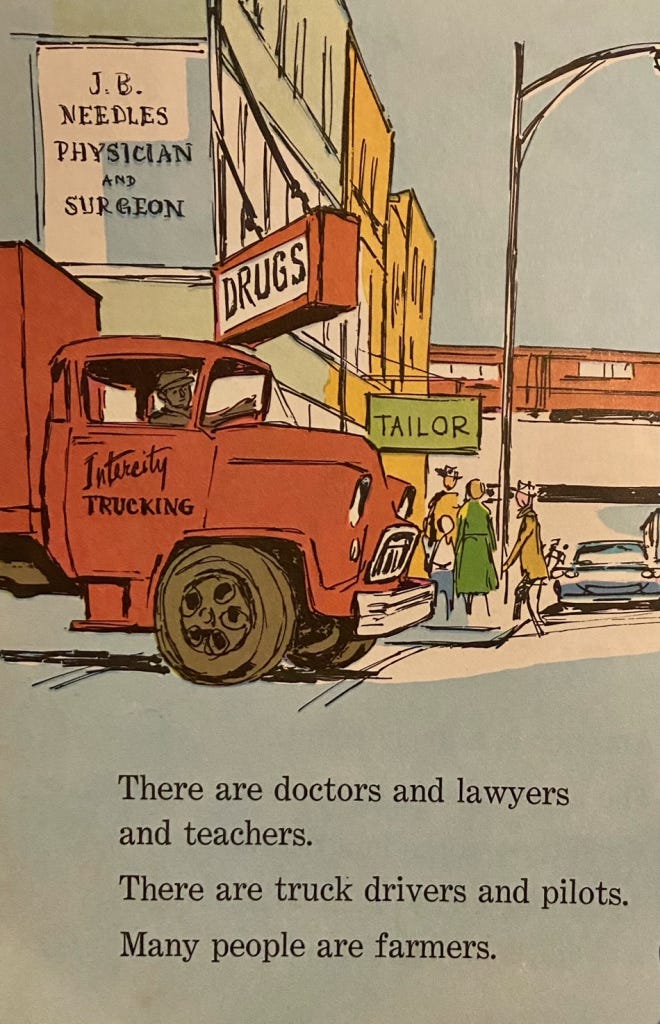 J. B.
NEEDLES
PHYSICIAN
AND
SURGEON
DRUGS
TAILOR
Intercity
TRUCKING
There are doctors and lawyers
and teachers.
There are truck drivers and pilots.
Many people are farmers.